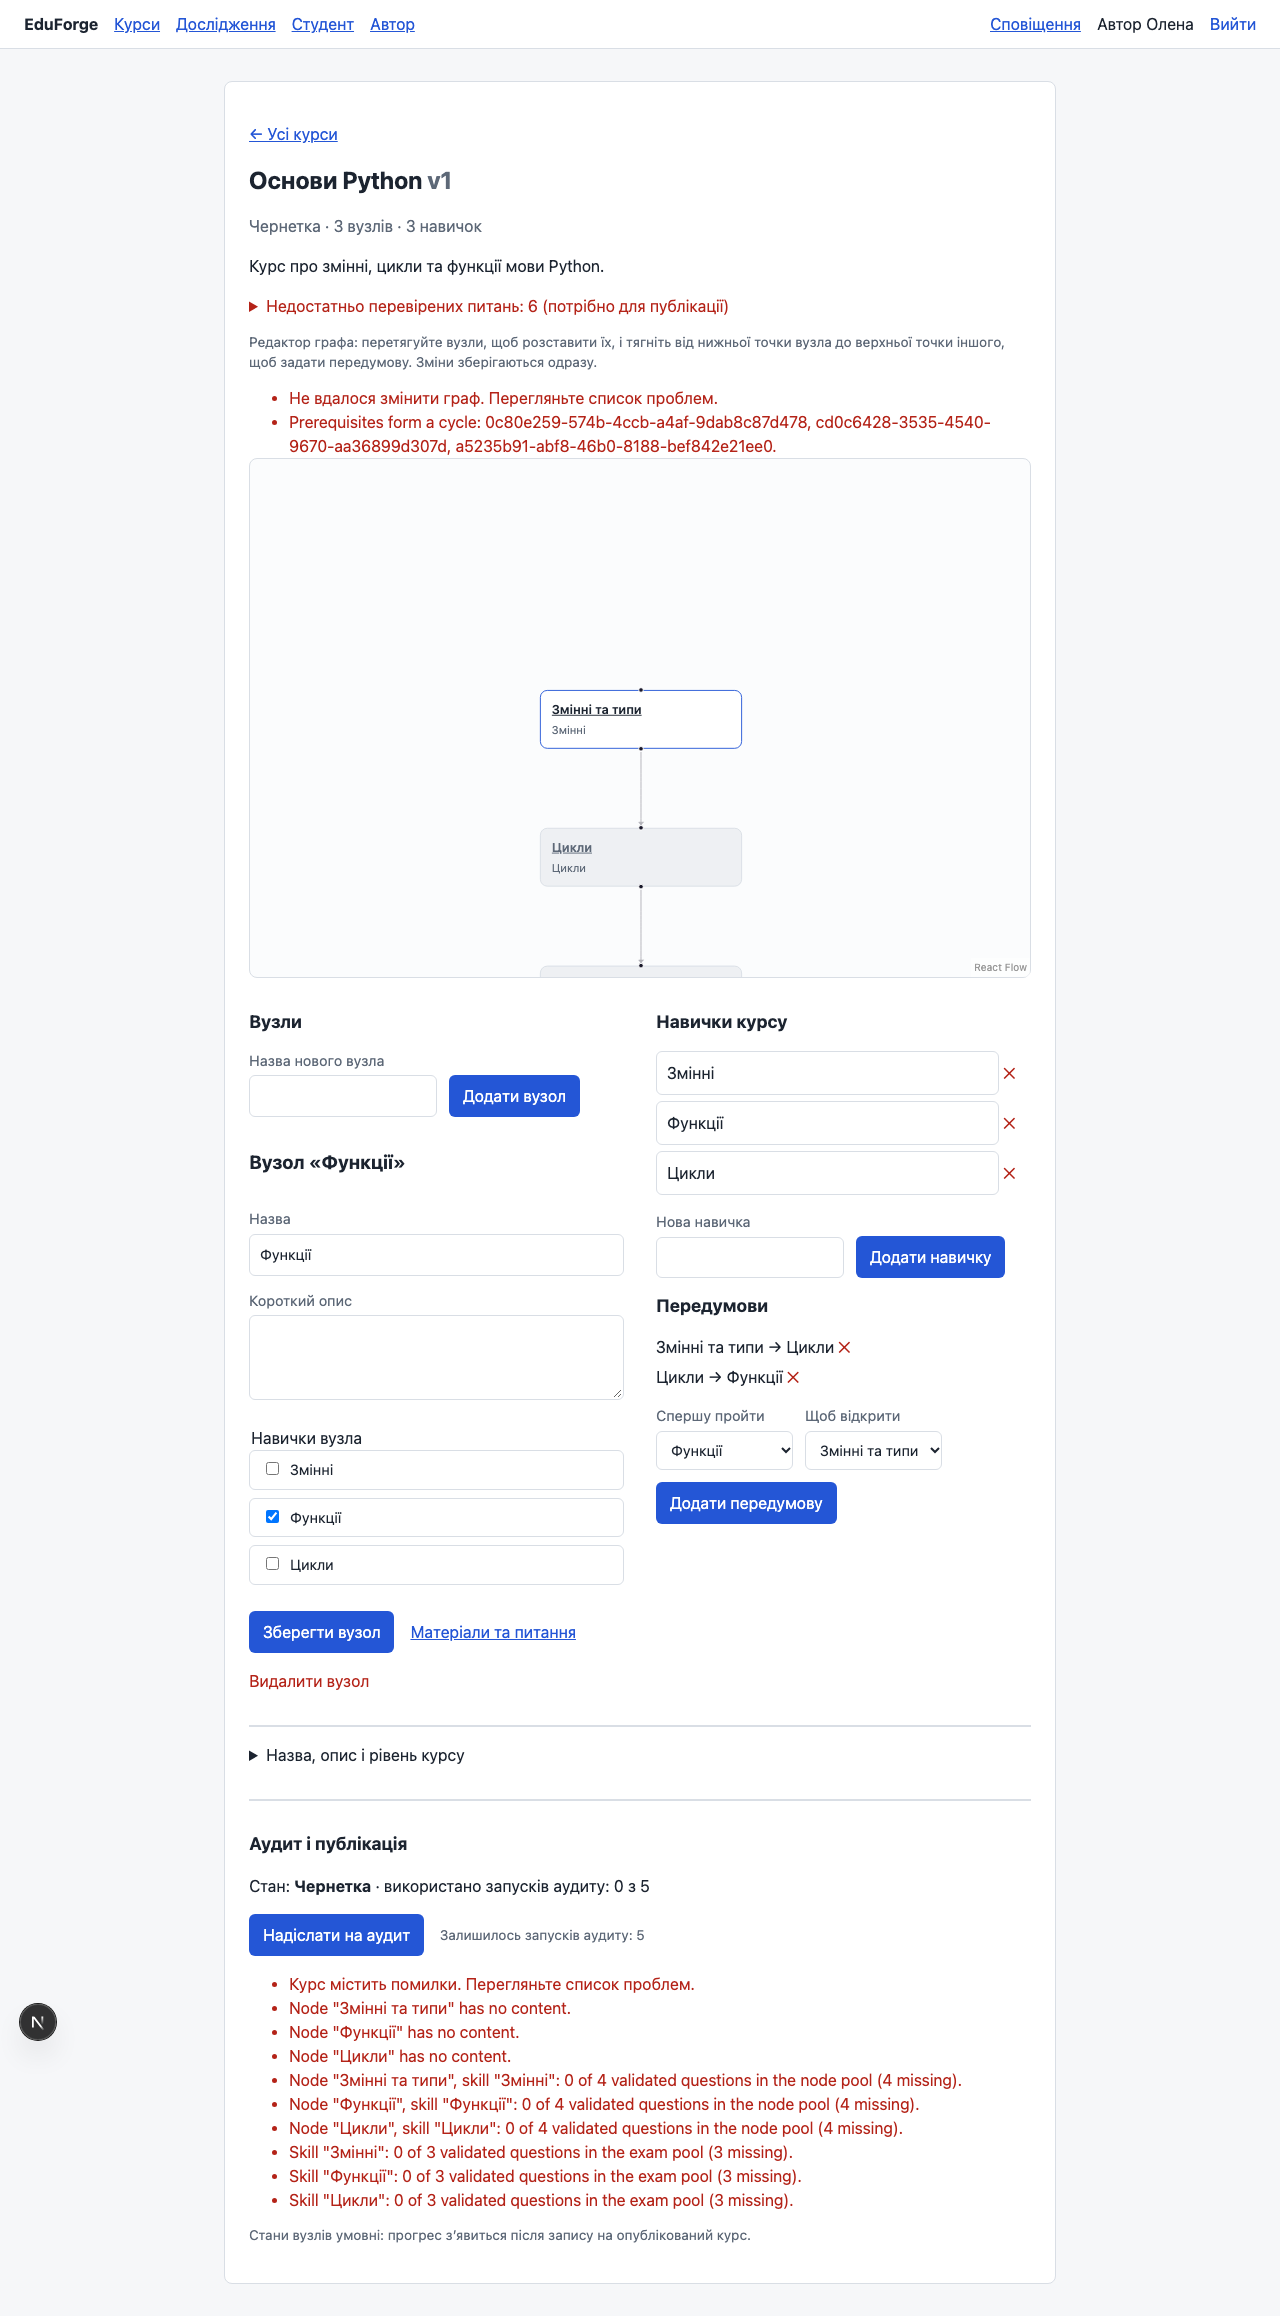 EduForge Курси Дослідження Студент Автор Сповіщення Автор Олена Вийти
← Усі курси
Основи Python v1
Чернетка · 3 вузлів · 3 навичок
Курс про змінні, цикли та функції мови Python.
▶ Недостатньо перевірених питань: 6 (потрібно для публікації)
Редактор графа: перетягуйте вузли, щоб розставити їх, і тягніть від нижньої точки вузла до верхньої точки іншого,
щоб задати передумову. Зміни зберігаються одразу.
• Не вдалося змінити граф. Перегляньте список проблем.
• Prerequisites form a cycle: 0c80e259-574b-4ccb-a4af-9dab8c87d478, cd0c6428-3535-4540-
9670-aa36899d307d, a5235b91-abf8-46b0-8188-bef842e21ee0.
Змінні та типи
Змінні
Цикли
Цикли
React Flow
Вузли
Назва нового вузла
Додати вузол
Вузол «Функції»
Назва
Функції
Короткий опис
Навички вузла
Змінні
Функції
Цикли
Зберегти вузол Матеріали та питання
Видалити вузол
Навички курсу
Змінні ✕
Функції ✕
Цикли ✕
Нова навичка
Додати навичку
Передумови
Змінні та типи → Цикли ✕
Цикли → Функції ✕
Спершу пройти Щоб відкрити
Функції Змінні та типи
Додати передумову
▶ Назва, опис і рівень курсу
Аудит і публікація
Стан: Чернетка · використано запусків аудиту: 0 з 5
Надіслати на аудит Залишилось запусків аудиту: 5
• Курс містить помилки. Перегляньте список проблем.
• Node "Змінні та типи" has no content.
• Node "Функції" has no content.
• Node "Цикли" has no content.
• Node "Змінні та типи", skill "Змінні": 0 of 4 validated questions in the node pool (4 missing).
• Node "Функції", skill "Функції": 0 of 4 validated questions in the node pool (4 missing).
• Node "Цикли", skill "Цикли": 0 of 4 validated questions in the node pool (4 missing).
• Skill "Змінні": 0 of 3 validated questions in the exam pool (3 missing).
• Skill "Функції": 0 of 3 validated questions in the exam pool (3 missing).
• Skill "Цикли": 0 of 3 validated questions in the exam pool (3 missing).
Стани вузлів умовні: прогрес з’явиться після запису на опублікований курс.
N